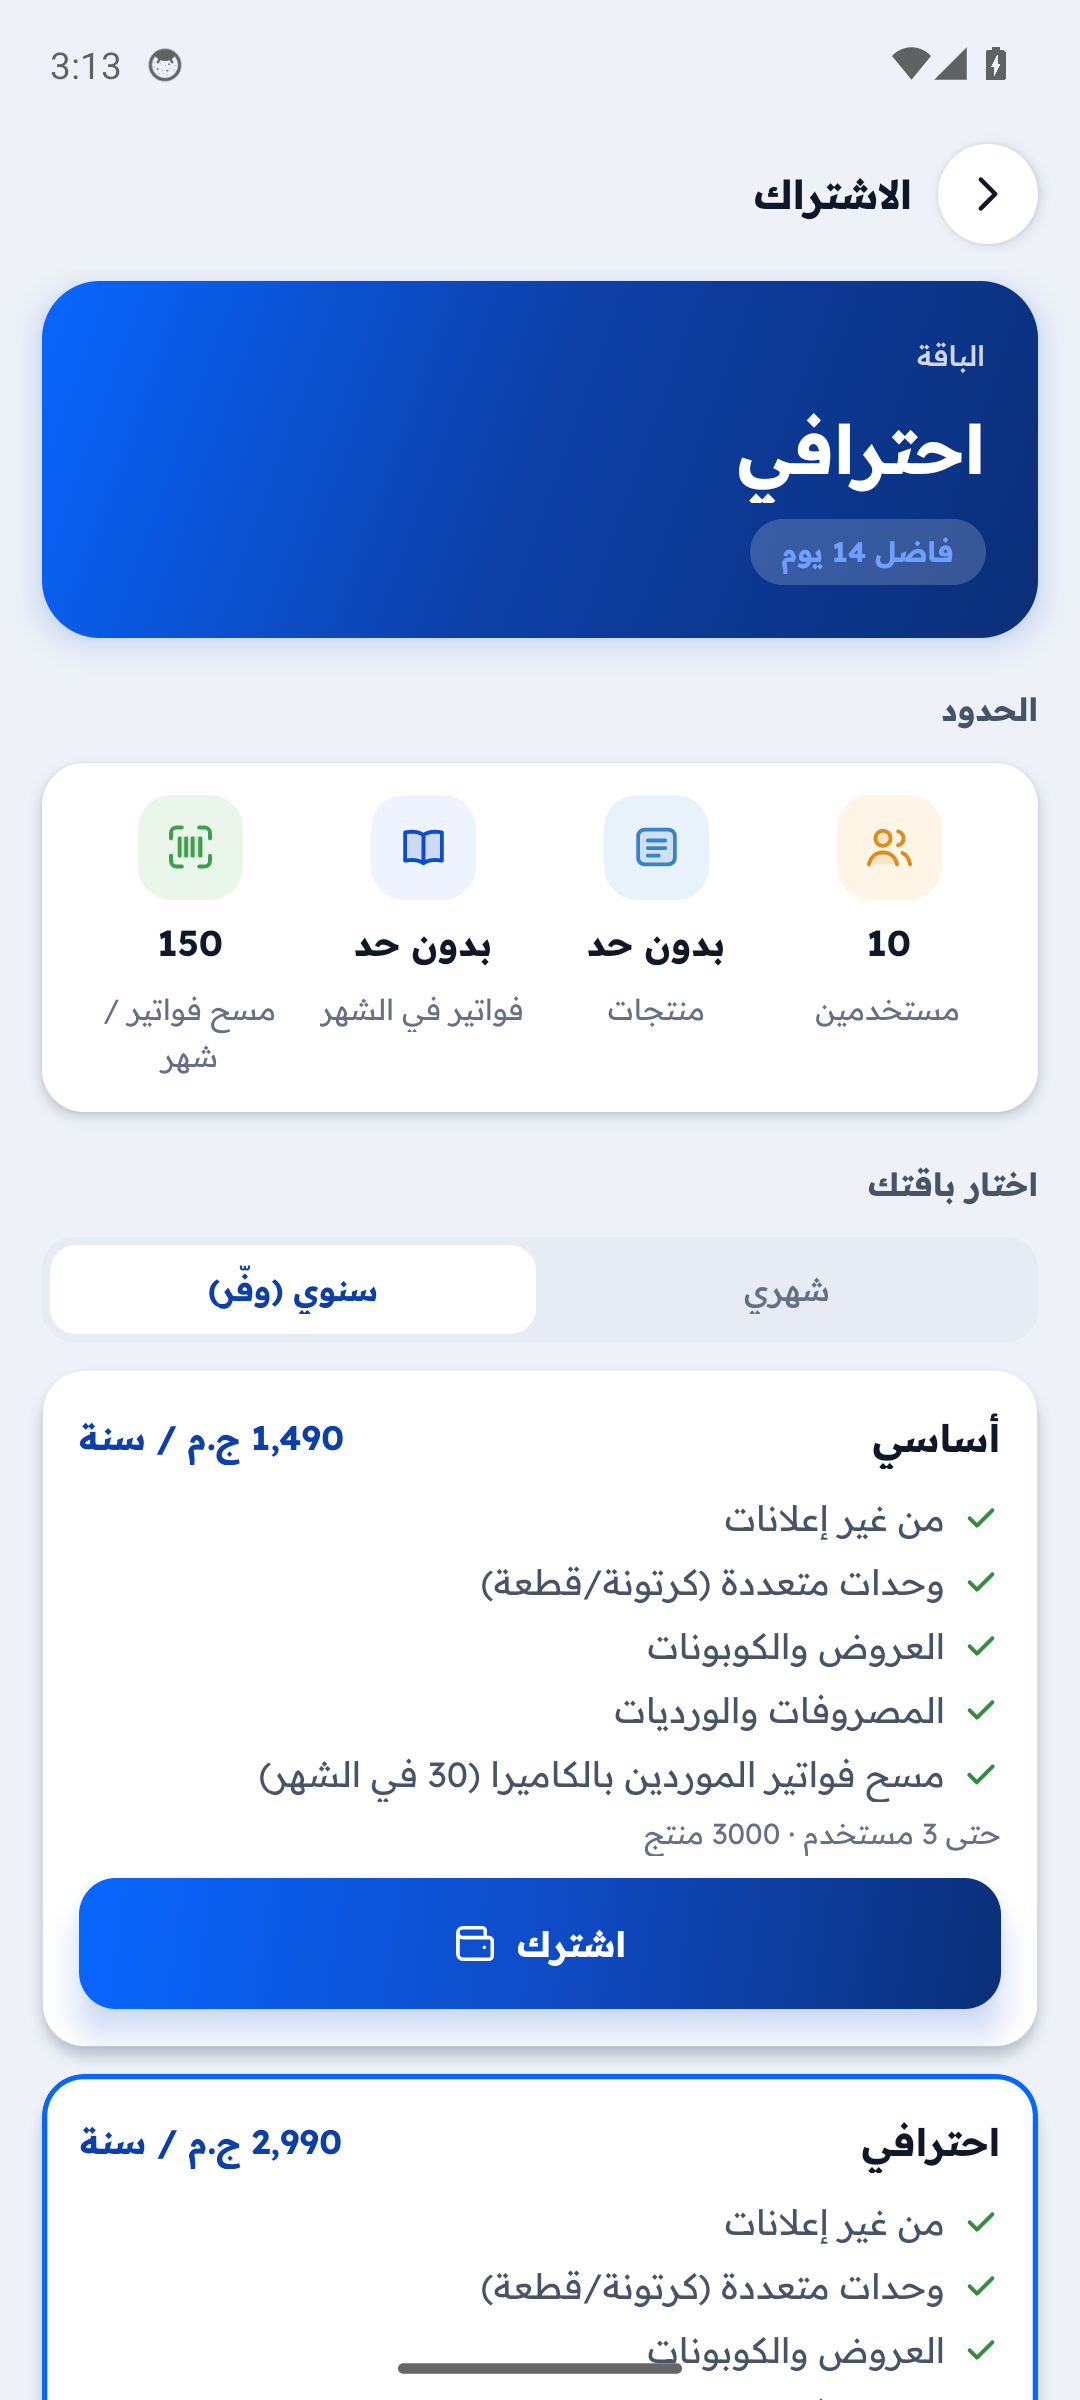 3:13
الاشتراك
الباقة
احترافي
فاضل 14 يوم
الحدود
10
مستخدمين
بدون حد
منتجات
بدون حد
فواتير في الشهر
150
مسح فواتير /
شهر
اختار باقتك
شهري
سنوي (وفّر)
أساسي
1,490 ج.م / سنة
من غير إعلانات
وحدات متعددة (كرتونة/قطعة)
العروض والكوبونات
المصروفات والورديات
مسح فواتير الموردين بالكاميرا (30 في الشهر)
حتى 3 مستخدم · 3000 منتج
اشترك
احترافي
2,990 ج.م / سنة
من غير إعلانات
وحدات متعددة (كرتونة/قطعة)
العروض والكوبونات